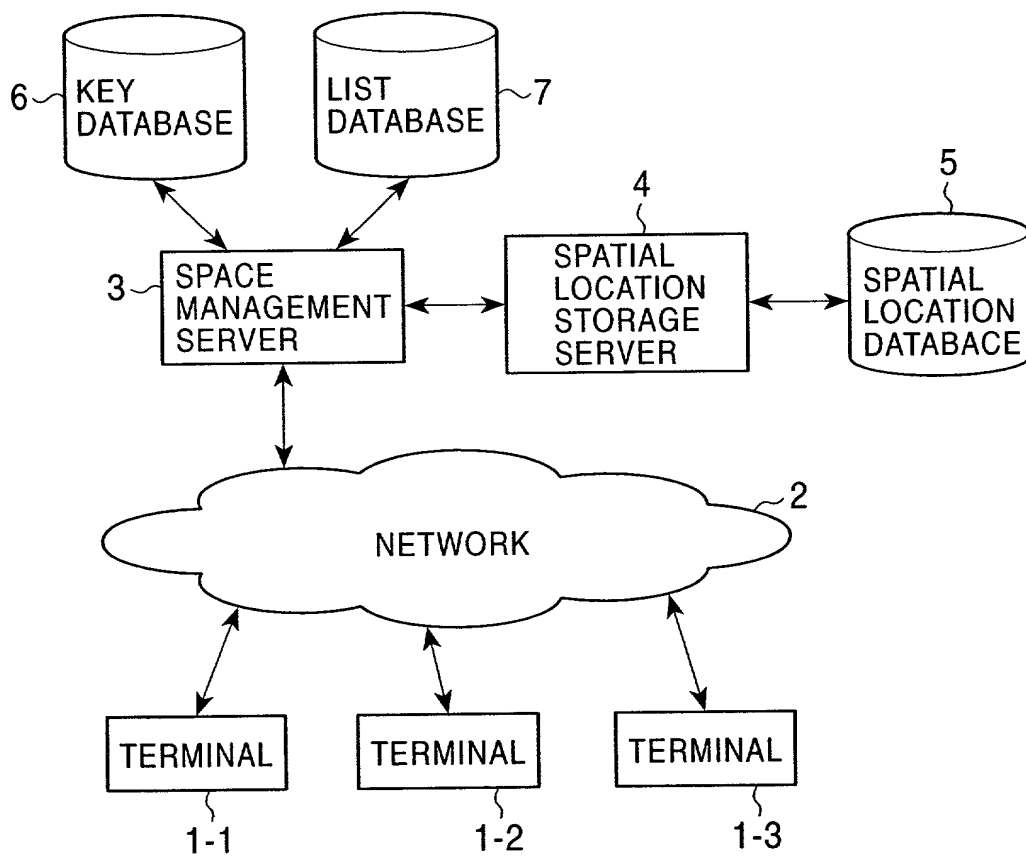 6
KEY
DATABASE
LIST
DATABASE
7
3
SPACE
MANAGEMENT
SERVER
4
SPATIAL
LOCATION
STORAGE
SERVER
5
SPATIAL
LOCATION
DATABACE
2
NETWORK
TERMINAL
TERMINAL
TERMINAL
1-1
1-2
1-3